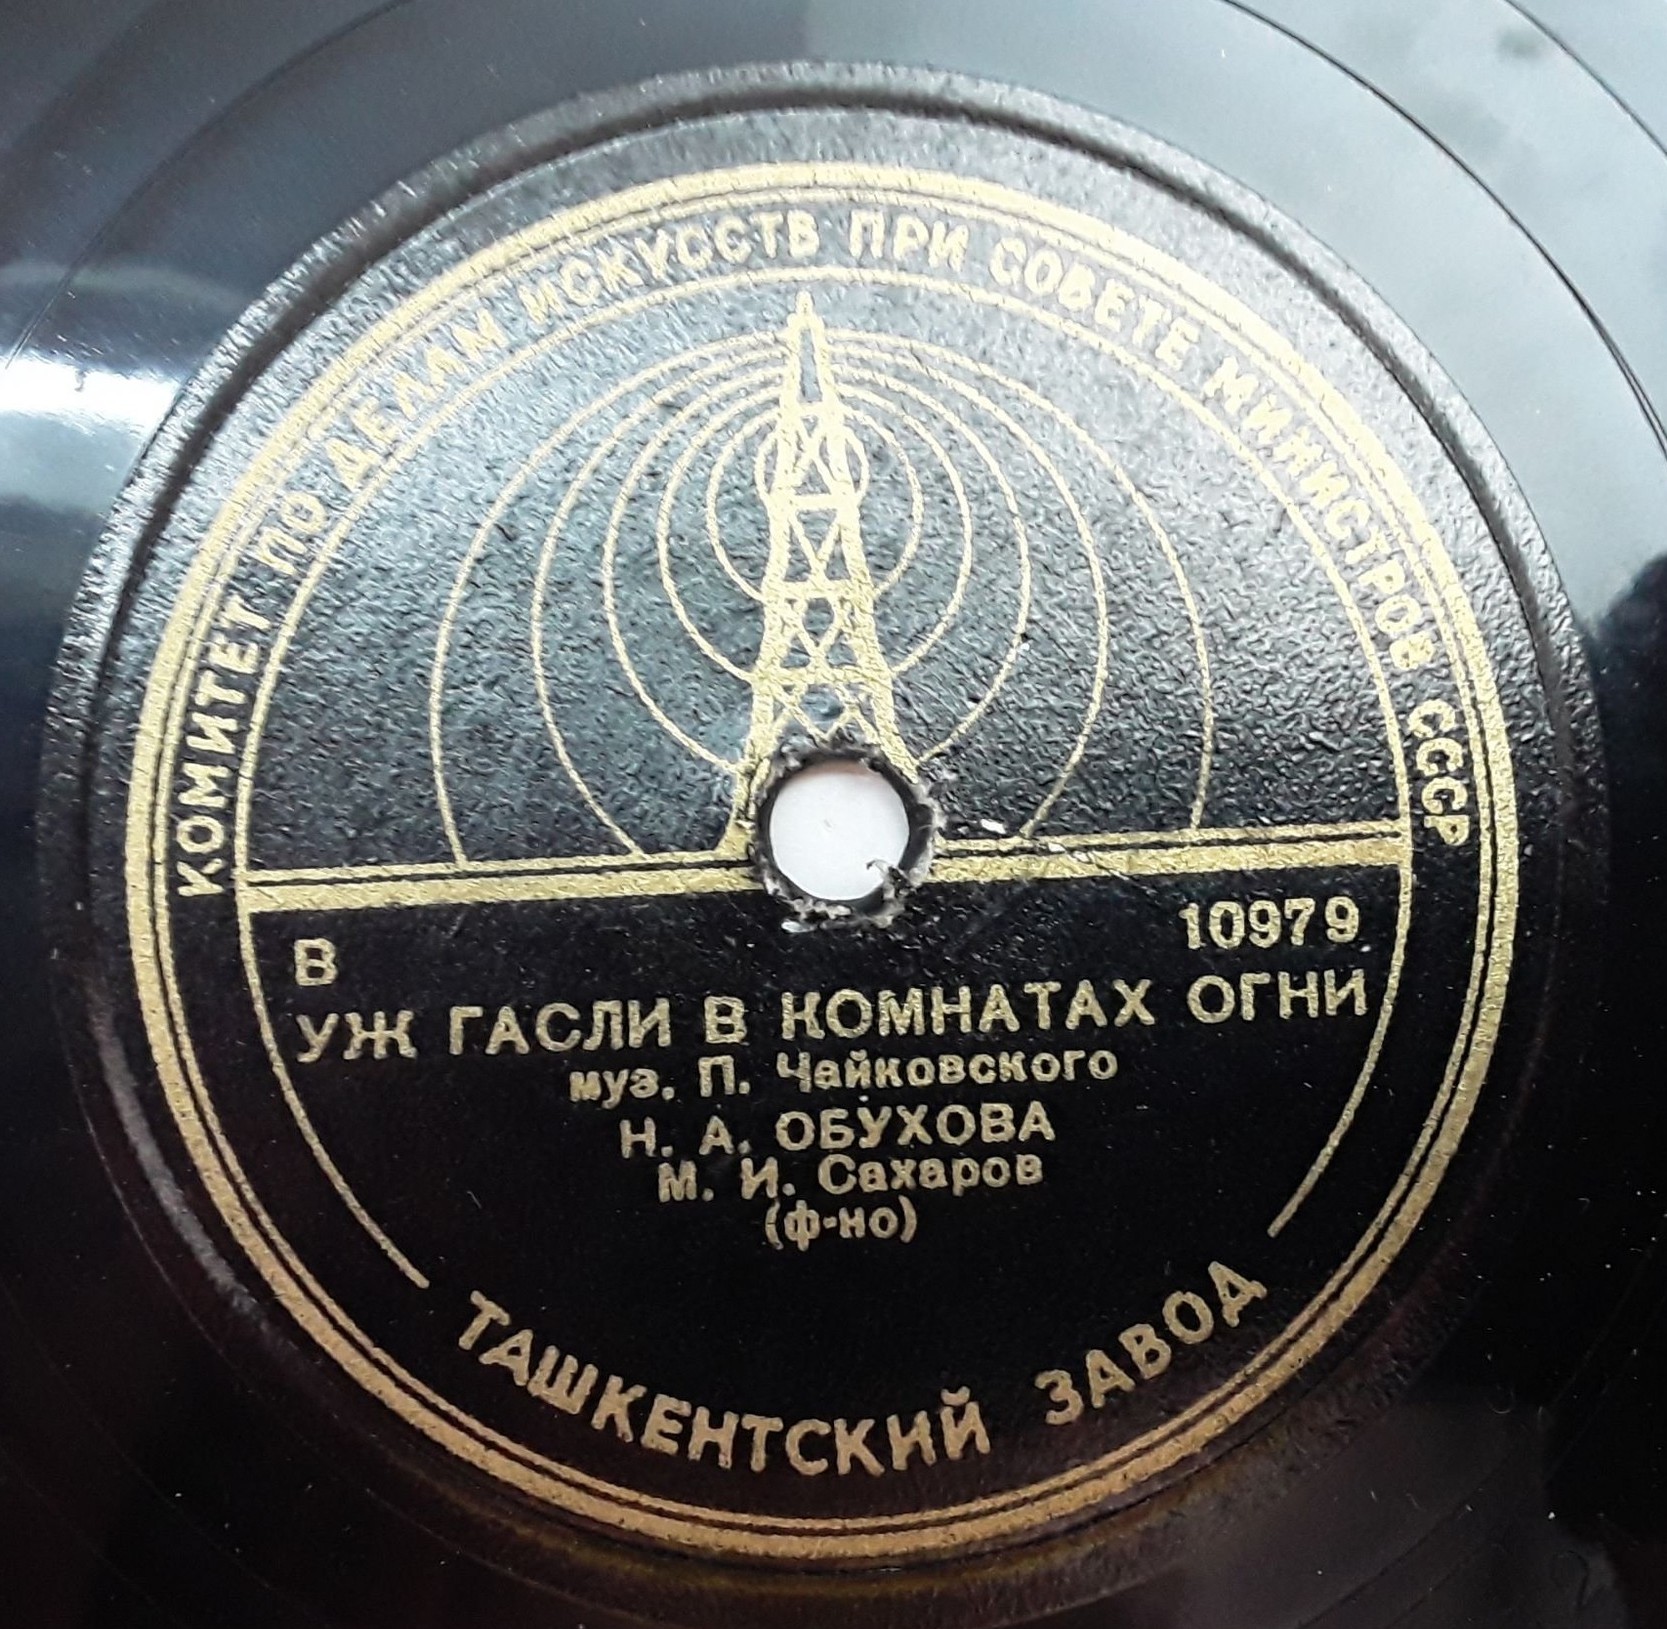 КОМИТЕТ ПО ДЕЛАМ ИСКУССТВ ПРИ СОВЕТЕ МИНИСТРОВ СССР
В 10979
УЖ ГАСЛИ В КОМНАТАХ ОГНИ
муз. П. Чайковского
Н. А. ОБУХОВА
М. И. Сахаров
(ф-но)
ТАШКЕНТСКИЙ ЗАВОД